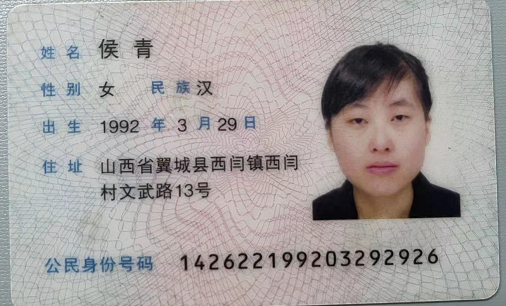 姓名 侯青
性别 女 民族 汉
出生 1992 年 3 月 29 日
住址 山西省翼城县西闫镇西闫
村文武路13号
公民身份号码 142622199203292926